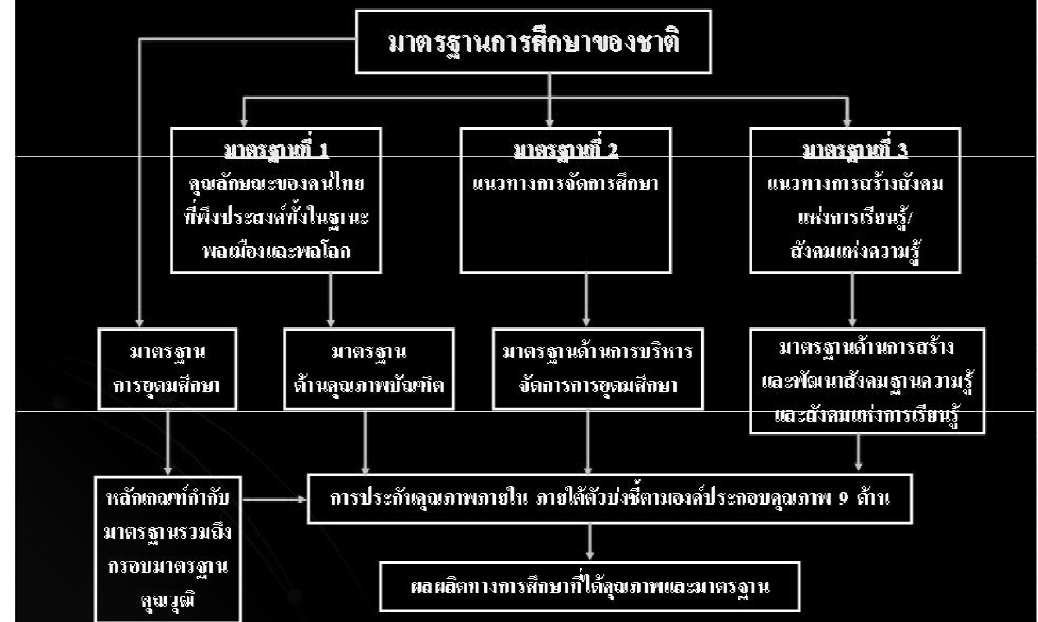 มาตรฐานการศึกษาของชาติ
มาตรฐานที่ 1
คุณลักษณะของคนไทย
ที่พึงประสงค์ทั้งในฐานะ
พลเมืองและพลโลก
มาตรฐานที่ 2
แนวทางการจัดการศึกษา
มาตรฐานที่ 3
แนวทางการสร้างสังคม
แห่งการเรียนรู้/
สังคมแห่งความรู้
มาตรฐาน
การอุดมศึกษา
มาตรฐาน
ด้านคุณภาพบัณฑิต
มาตรฐานด้านการบริหาร
จัดการการอุดมศึกษา
มาตรฐานด้านการสร้าง
และพัฒนาสังคมฐานความรู้
และสังคมแห่งการเรียนรู้
หลักเกณฑ์กำกับ
มาตรฐานรวมถึง
กรอบมาตรฐาน
คุณวุฒิ
การประกันคุณภาพภายใน ภายใต้ตัวบ่งชี้ตามองค์ประกอบคุณภาพ 9 ด้าน
ผลผลิตทางการศึกษาที่ได้คุณภาพและมาตรฐาน